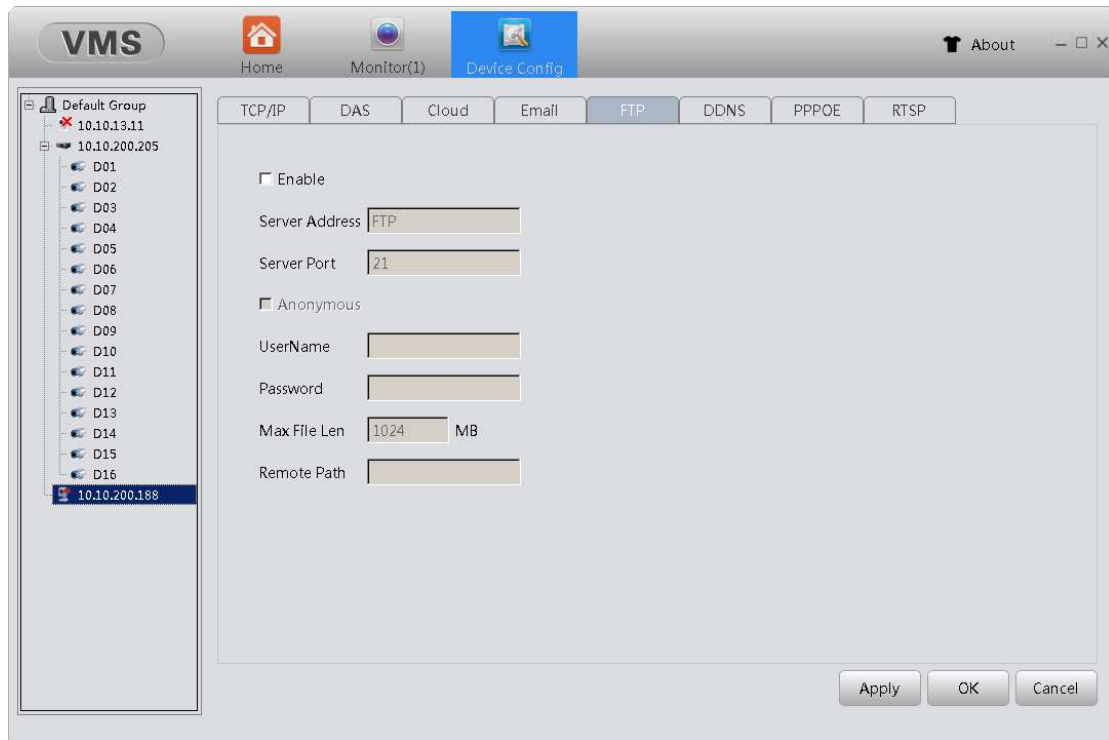 VMS
Home
Monitor(1)
Device Config
About
Default Group
10.10.13.11
10.10.200.205
D01
D02
D03
D04
D05
D06
D07
D08
D09
D10
D11
D12
D13
D14
D15
D16
10.10.200.188
TCP/IP DAS Cloud Email FTP DDNS PPPOE RTSP
Enable
Server Address FTP
Server Port 21
Anonymous
UserName
Password
Max File Len 1024 MB
Remote Path
Apply OK Cancel